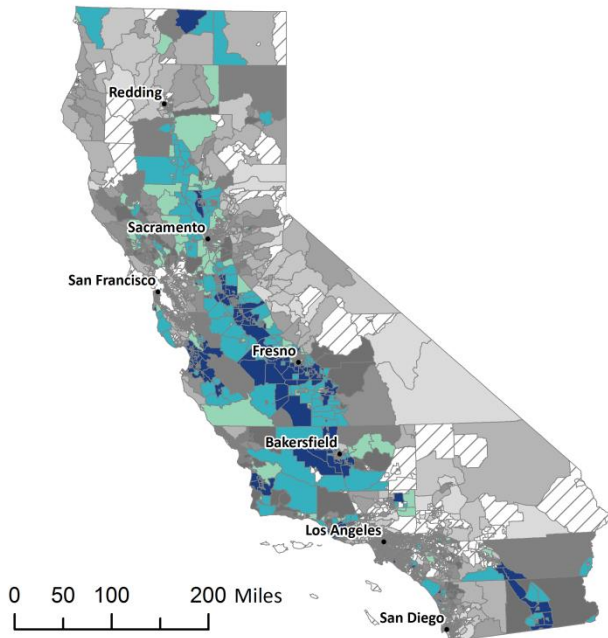 Redding
Sacramento
San Francisco
Fresno
Bakersfield
Los Angeles
San Diego
0 50 100 200 Miles